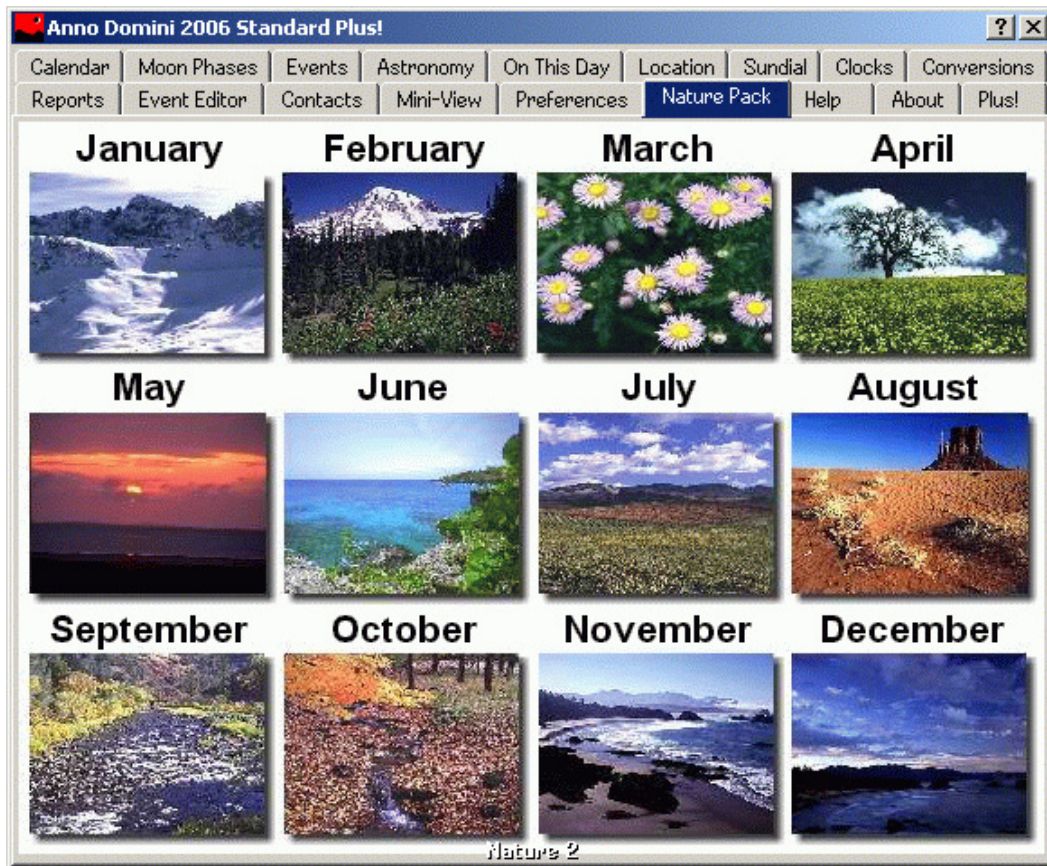 Anno Domini 2006 Standard Plus!
Calendar Moon Phases Events Astronomy On This Day Location Sundial Clocks Conversions
Reports Event Editor Contacts Mini-View Preferences Nature Pack Help About Plus!
January February March April
May June July August
September October November December
Nature 2